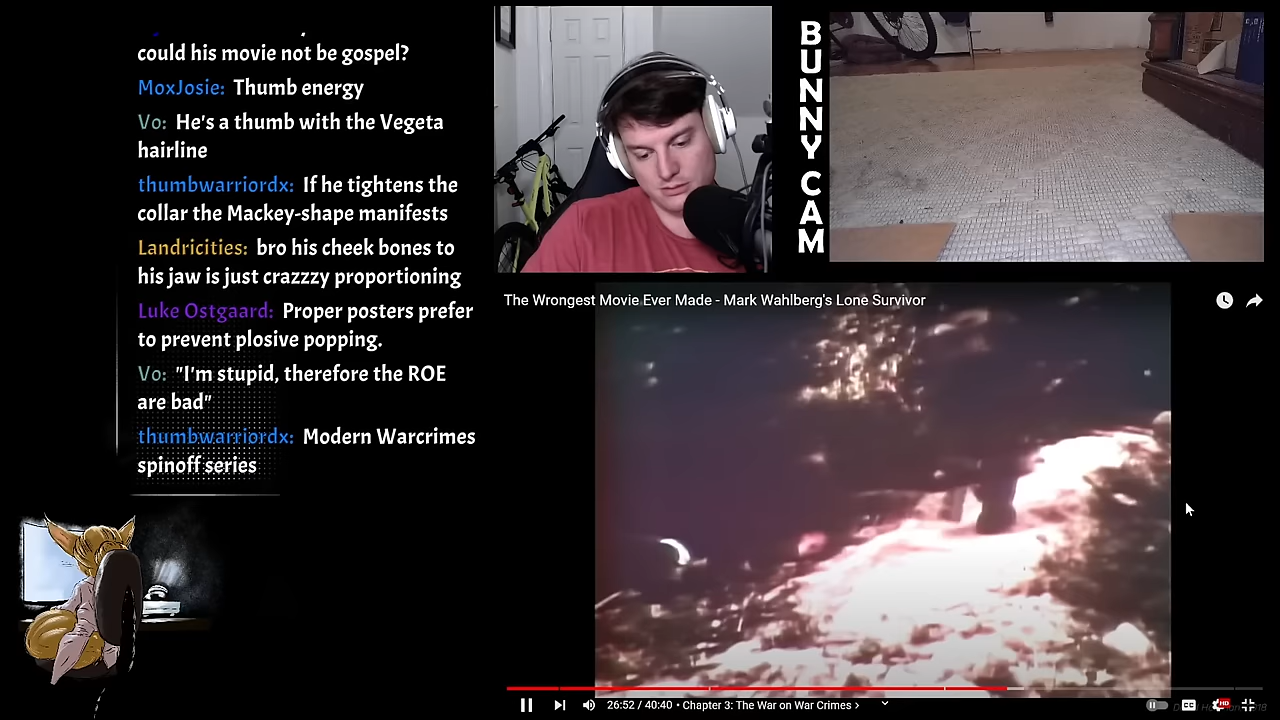 could his movie not be gospel?
MoxJosie: Thumb energy
Vo: He's a thumb with the Vegeta
hairline
thumbwarriordx: If he tightens the
collar the Mackey-shape manifests
Landricities: bro his cheek bones to
his jaw is just crazzzy proportioning
Luke Ostgaard: Proper posters prefer
to prevent plosive popping.
Vo: "I'm stupid, therefore the ROE
are bad"
thumbwarriordx: Modern Warcrimes
spinoff series
BUNNY CAM
The Wrongest Movie Ever Made - Mark Wahlberg's Lone Survivor
26:52 / 40:40 • Chapter 3: The War on War Crimes ›
CC
HD